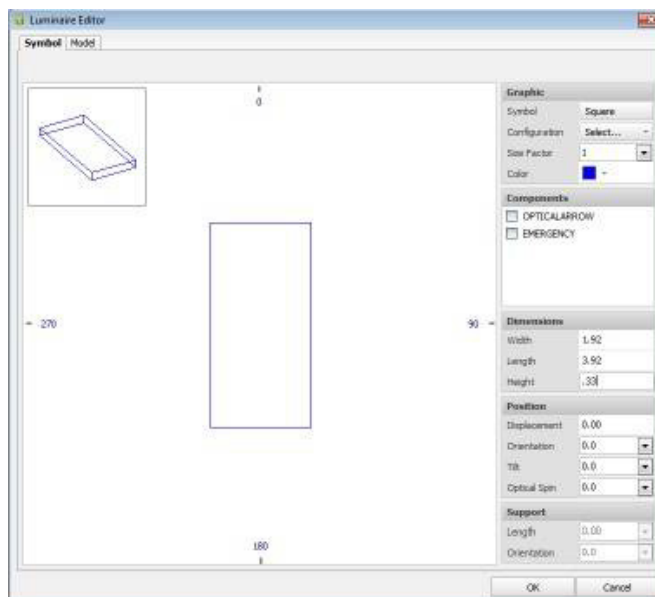 Luminaire Editor
Symbol Model
0
270
90
180
Graphic
Symbol Square
Configuration Select...
Size Factor 1
Color
Components
OPTICALARROW
EMERGENCY
Dimensions
Width 1.92
Length 3.92
Height .33
Position
Displacement 0.00
Orientation 0.0
Tilt 0.0
Optical Spin 0.0
Support
Length 0.00
Orientation 0.0
OK Cancel